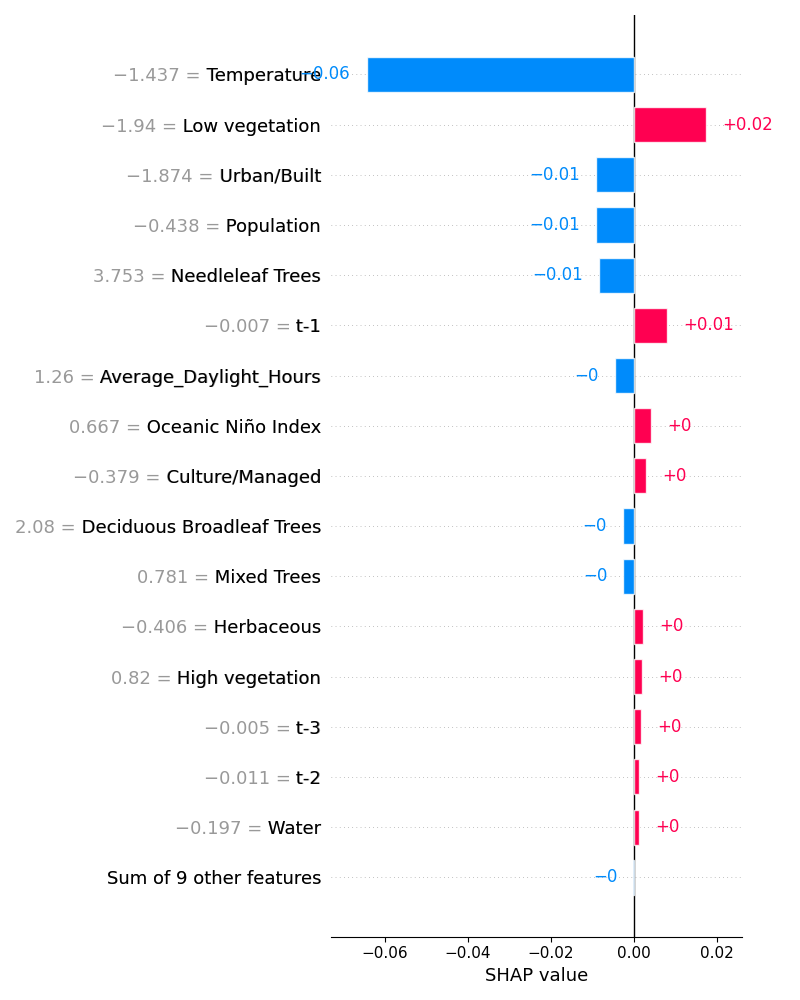 −1.437 = Temperature −0.06
−1.94 = Low vegetation +0.02
−1.874 = Urban/Built −0.01
−0.438 = Population −0.01
3.753 = Needleleaf Trees −0.01
−0.007 = t-1 +0.01
1.26 = Average_Daylight_Hours −0
0.667 = Oceanic Niño Index +0
−0.379 = Culture/Managed +0
2.08 = Deciduous Broadleaf Trees −0
0.781 = Mixed Trees −0
−0.406 = Herbaceous +0
0.82 = High vegetation +0
−0.005 = t-3 +0
−0.011 = t-2 +0
−0.197 = Water +0
Sum of 9 other features −0
−0.06 −0.04 −0.02 0.00 0.02
SHAP value